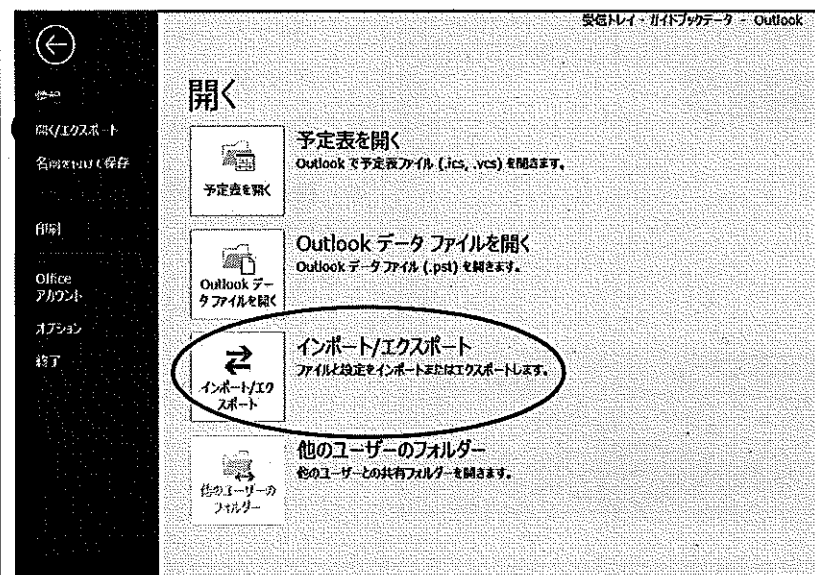 受信トレイ - ガイドブックデータ - Outlook
情報
開く/エクスポート
名前を付けて保存
印刷
Office
アカウント
オプション
終了
開く
予定表を開く
予定表を開く
Outlook で予定表ファイル (.ics, .vcs) を開きます。
Outlook デー
タ ファイルを開く
Outlook データ ファイルを開く
Outlook データ ファイル (.pst) を開きます。
インポート/エク
スポート
インポート/エクスポート
ファイルと設定をインポートまたはエクスポートします。
他のユーザーの
フォルダー
他のユーザーのフォルダー
他のユーザーとの共有フォルダーを開きます。